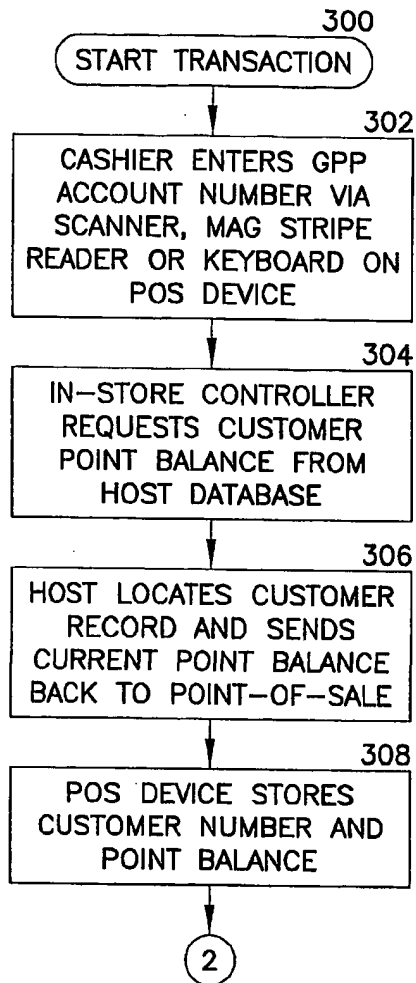 300
START TRANSACTION
302
CASHIER ENTERS GPP
ACCOUNT NUMBER VIA
SCANNER, MAG STRIPE
READER OR KEYBOARD ON
POS DEVICE
304
IN-STORE CONTROLLER
REQUESTS CUSTOMER
POINT BALANCE FROM
HOST DATABASE
306
HOST LOCATES CUSTOMER
RECORD AND SENDS
CURRENT POINT BALANCE
BACK TO POINT-OF-SALE
308
POS DEVICE STORES
CUSTOMER NUMBER AND
POINT BALANCE
2